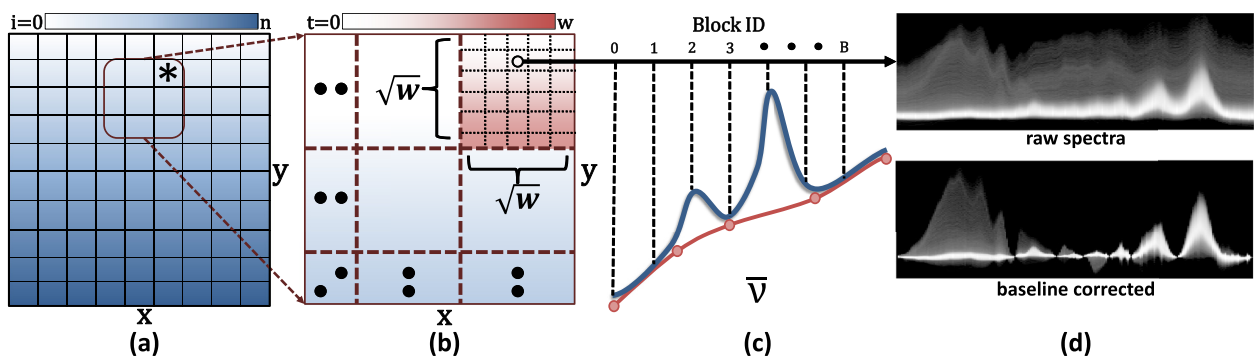 i=0 n
*
y
x
(a)
t=0 w
√w
√w
y
x
(b)
Block ID
0 1 2 3 • • • B
ν̅
(c)
raw spectra
baseline corrected
(d)